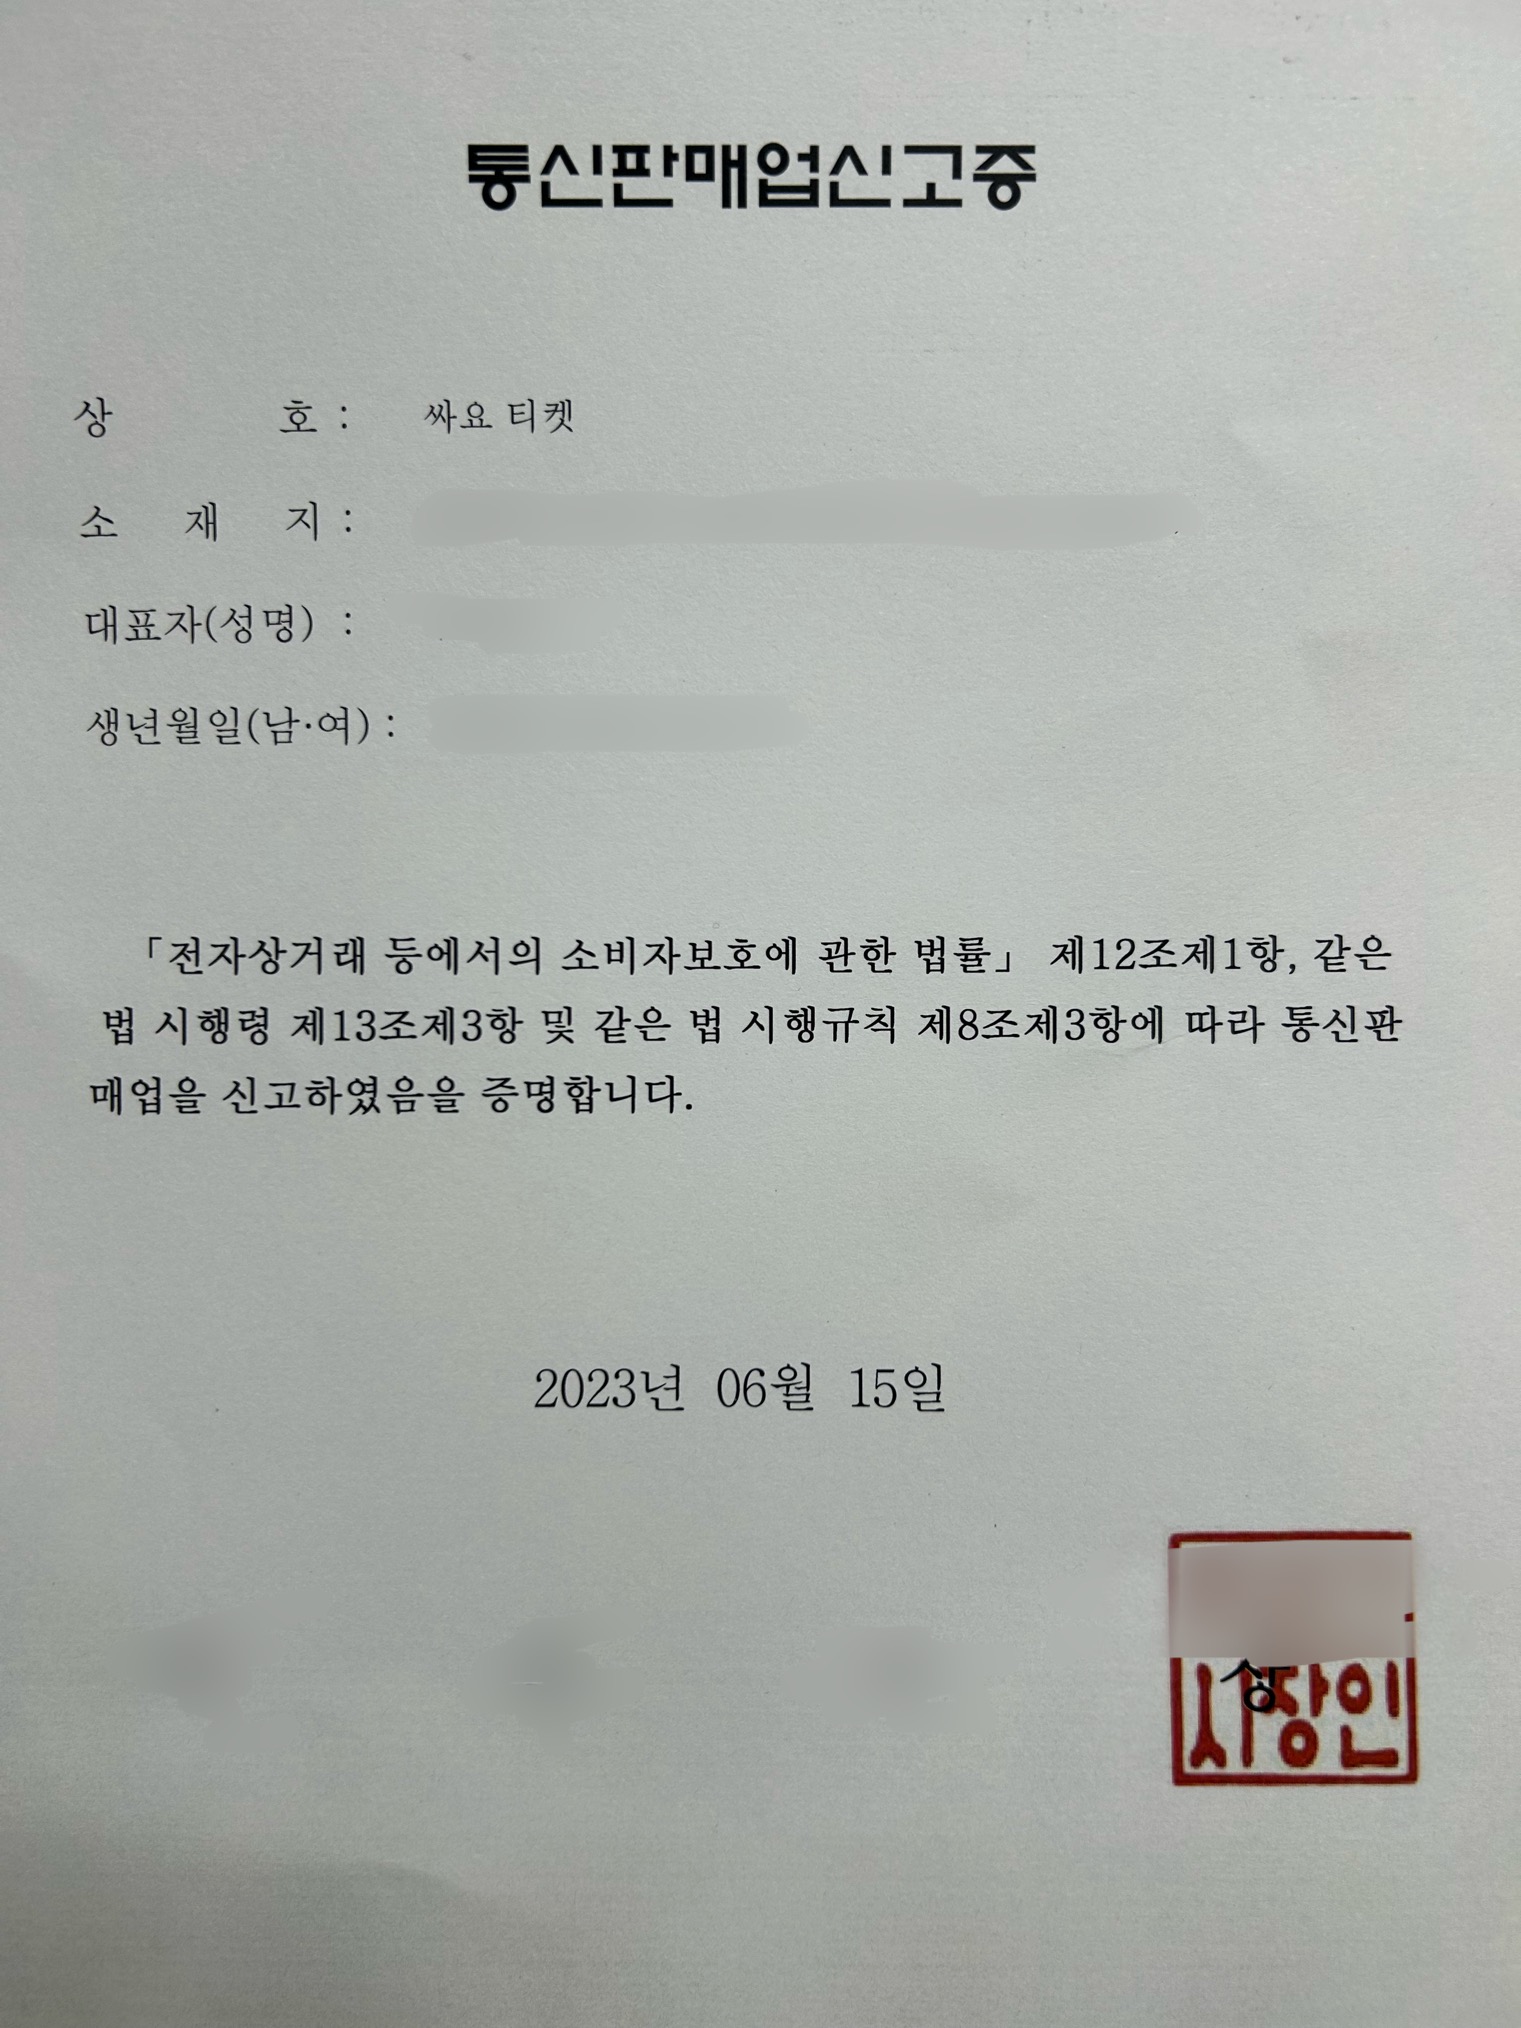 통신판매업신고증
상 호 : 싸요 티켓
소 재 지 :
대표자(성명) :
생년월일(남·여) :
「전자상거래 등에서의 소비자보호에 관한 법률」 제12조제1항, 같은
법 시행령 제13조제3항 및 같은 법 시행규칙 제8조제3항에 따라 통신판
매업을 신고하였음을 증명합니다.
2023년 06월 15일
시장인